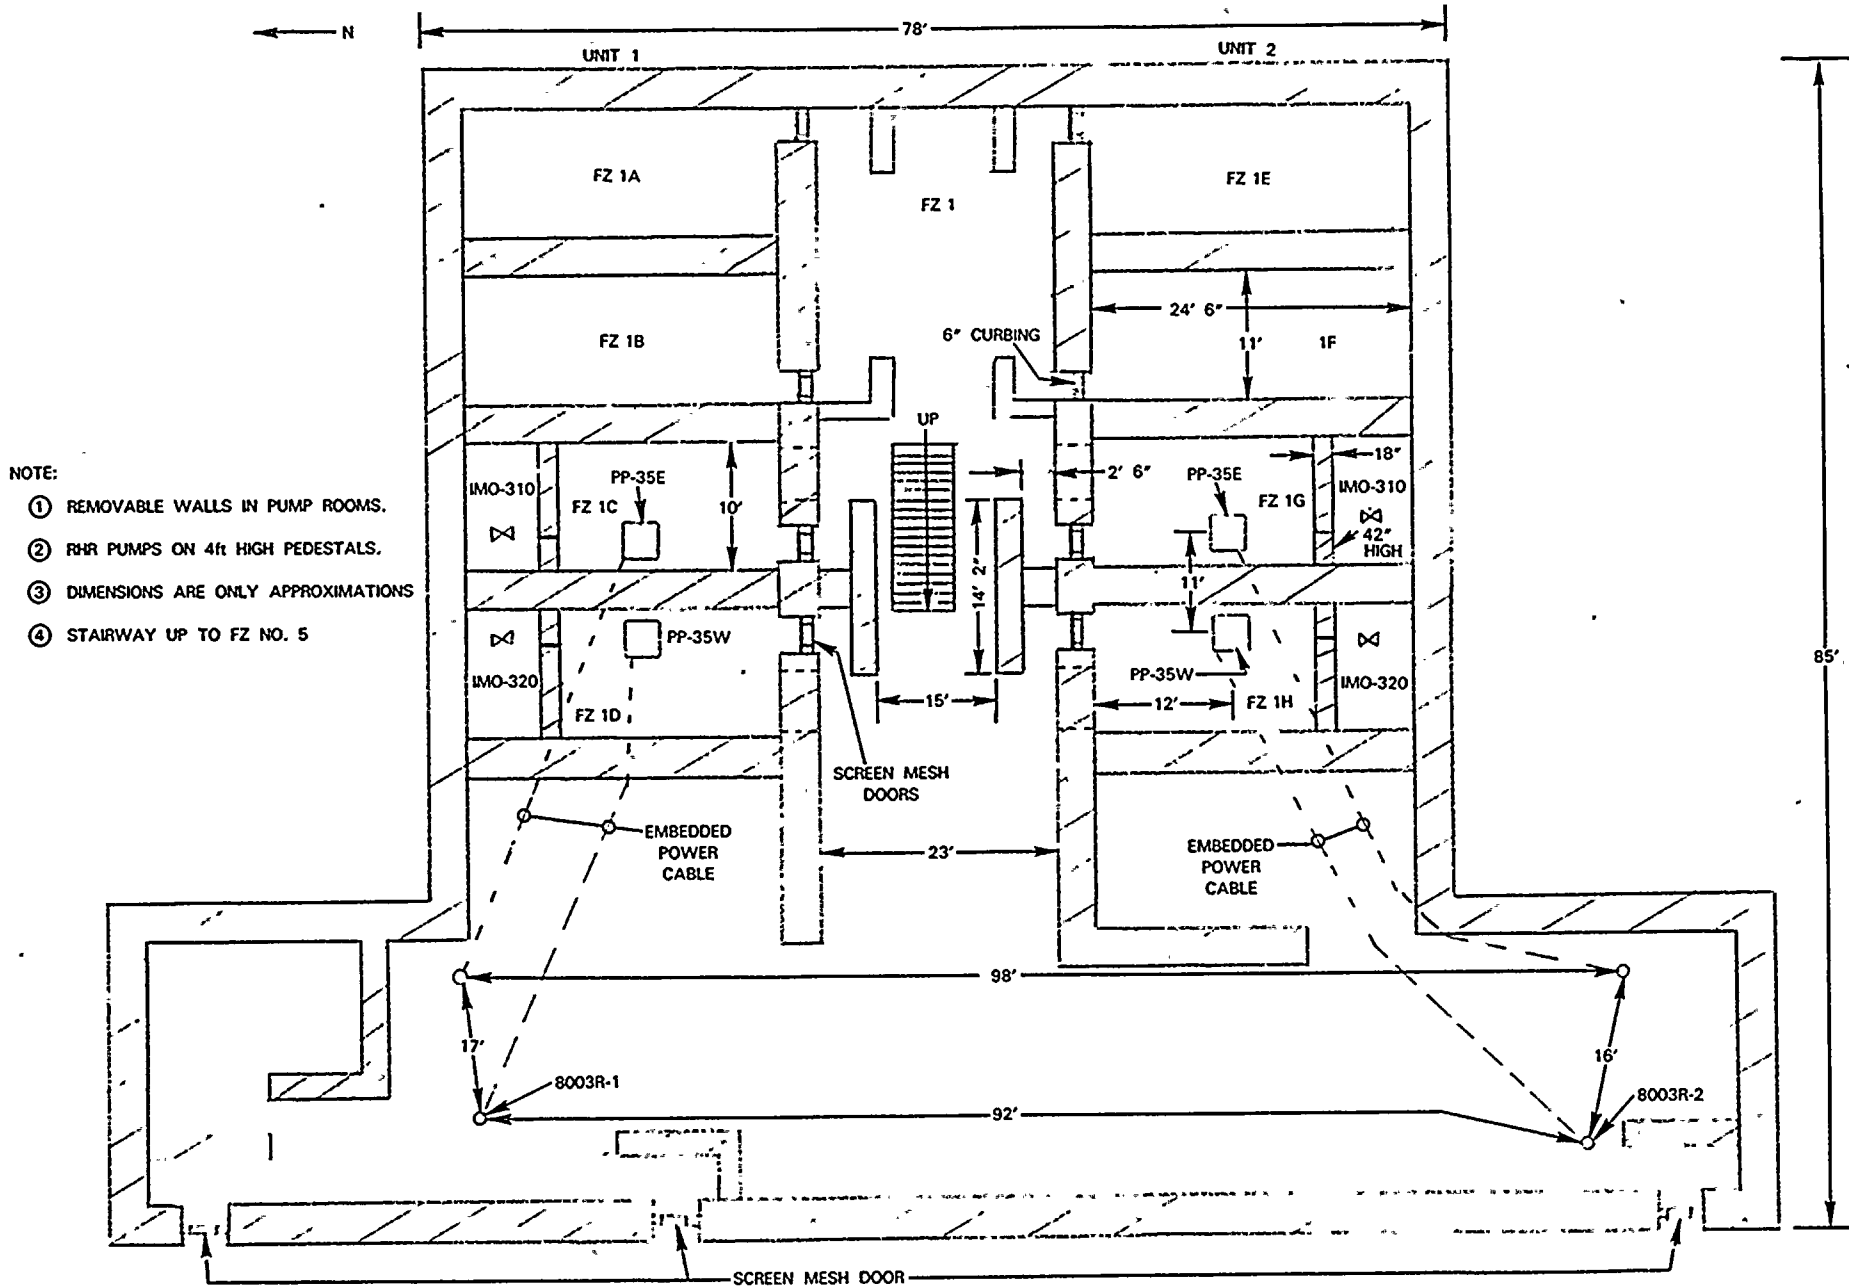 N
78'
UNIT 1
UNIT 2
FZ 1A
FZ 1
FZ 1E
24' 6"
6" CURBING
FZ 1B
11'
1F
UP
2' 6"
18"
NOTE:
① REMOVABLE WALLS IN PUMP ROOMS.
② RHR PUMPS ON 4ft HIGH PEDESTALS.
③ DIMENSIONS ARE ONLY APPROXIMATIONS
④ STAIRWAY UP TO FZ NO. 5
IMO-310
PP-35E
FZ 1C
10'
PP-35E
FZ 1G
IMO-310
42"
HIGH
14' 2"
11'
PP-35W
IMO-320
FZ 1D
15'
PP-35W
12'
FZ 1H
IMO-320
85'
SCREEN MESH
DOORS
EMBEDDED
POWER
CABLE
23'
EMBEDDED
POWER
CABLE
98'
17'
16'
8003R-1
8003R-2
92'
SCREEN MESH DOOR